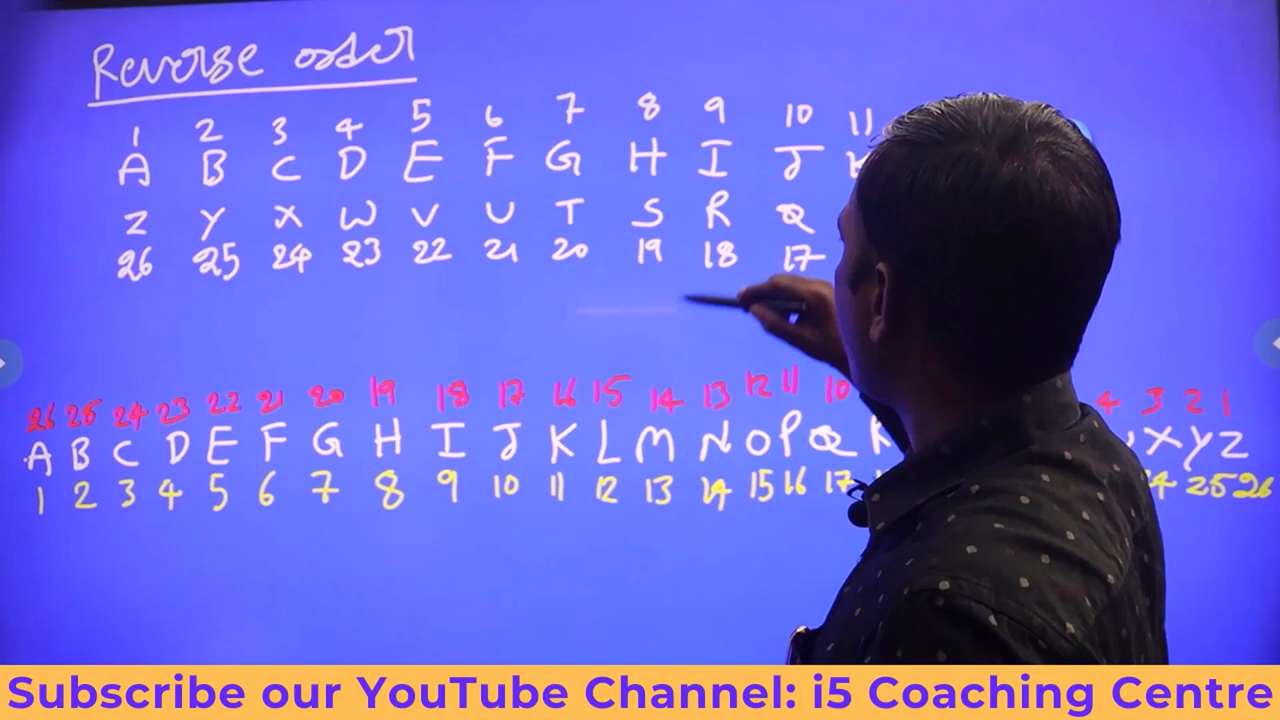 Reverse order
1 2 3 4 5 6 7 8 9 10 11
A B C D E F G H I J
Z Y X W V U T S R Q
26 25 24 23 22 21 20 19 18 17
26 25 24 23 22 21 20 19 18 17 16 15 14 13 12 11 10 4 3 2 1
A B C D E F G H I J K L M N O P Q R X Y Z
1 2 3 4 5 6 7 8 9 10 11 12 13 14 15 16 17 25 26
Subscribe our YouTube Channel: i5 Coaching Centre